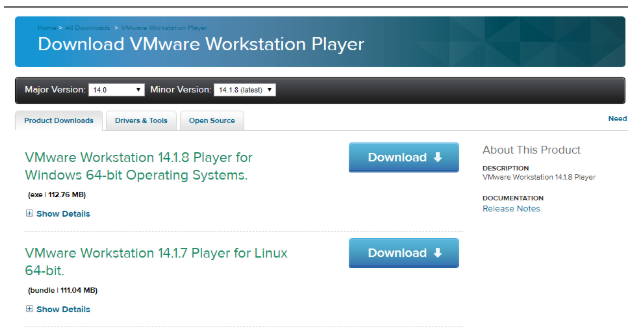 Home > All Downloads > VMware Workstation Player
Download VMware Workstation Player
Major Version: 14.0 Minor Version: 14.1.8 (latest)
Product Downloads Drivers & Tools Open Source Need
VMware Workstation 14.1.8 Player for
Windows 64-bit Operating Systems.
(exe | 112.76 MB)
Show Details
Download
About This Product
DESCRIPTION
VMware Workstation 14.1.8 Player
DOCUMENTATION
Release Notes
VMware Workstation 14.1.7 Player for Linux
64-bit.
(bundle | 111.04 MB)
Show Details
Download